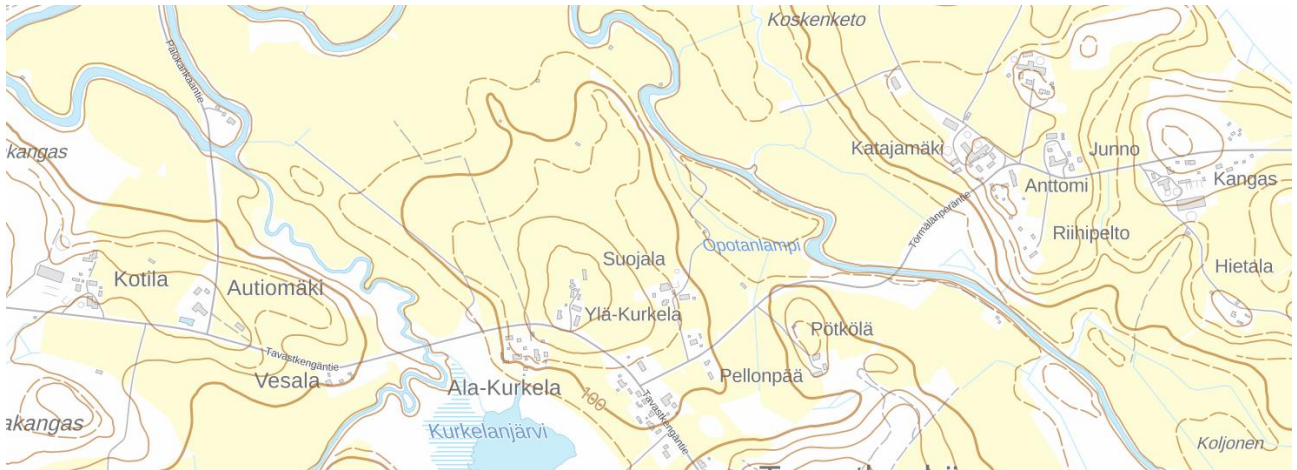 Koskenketo
Palokankaantie
kangas
Katajamäki
Junno
Anttomi
Kangas
Törmälänperäntie
Riihipelto
Opotanlampi
Suojala
Kotila
Autiomäki
Hietala
Ylä-Kurkela
Pötkölä
Tavastkengäntie
Vesala
Pellonpää
Ala-Kurkela
100
Tavastkengäntie
akangas
Kurkelanjärvi
Koljonen